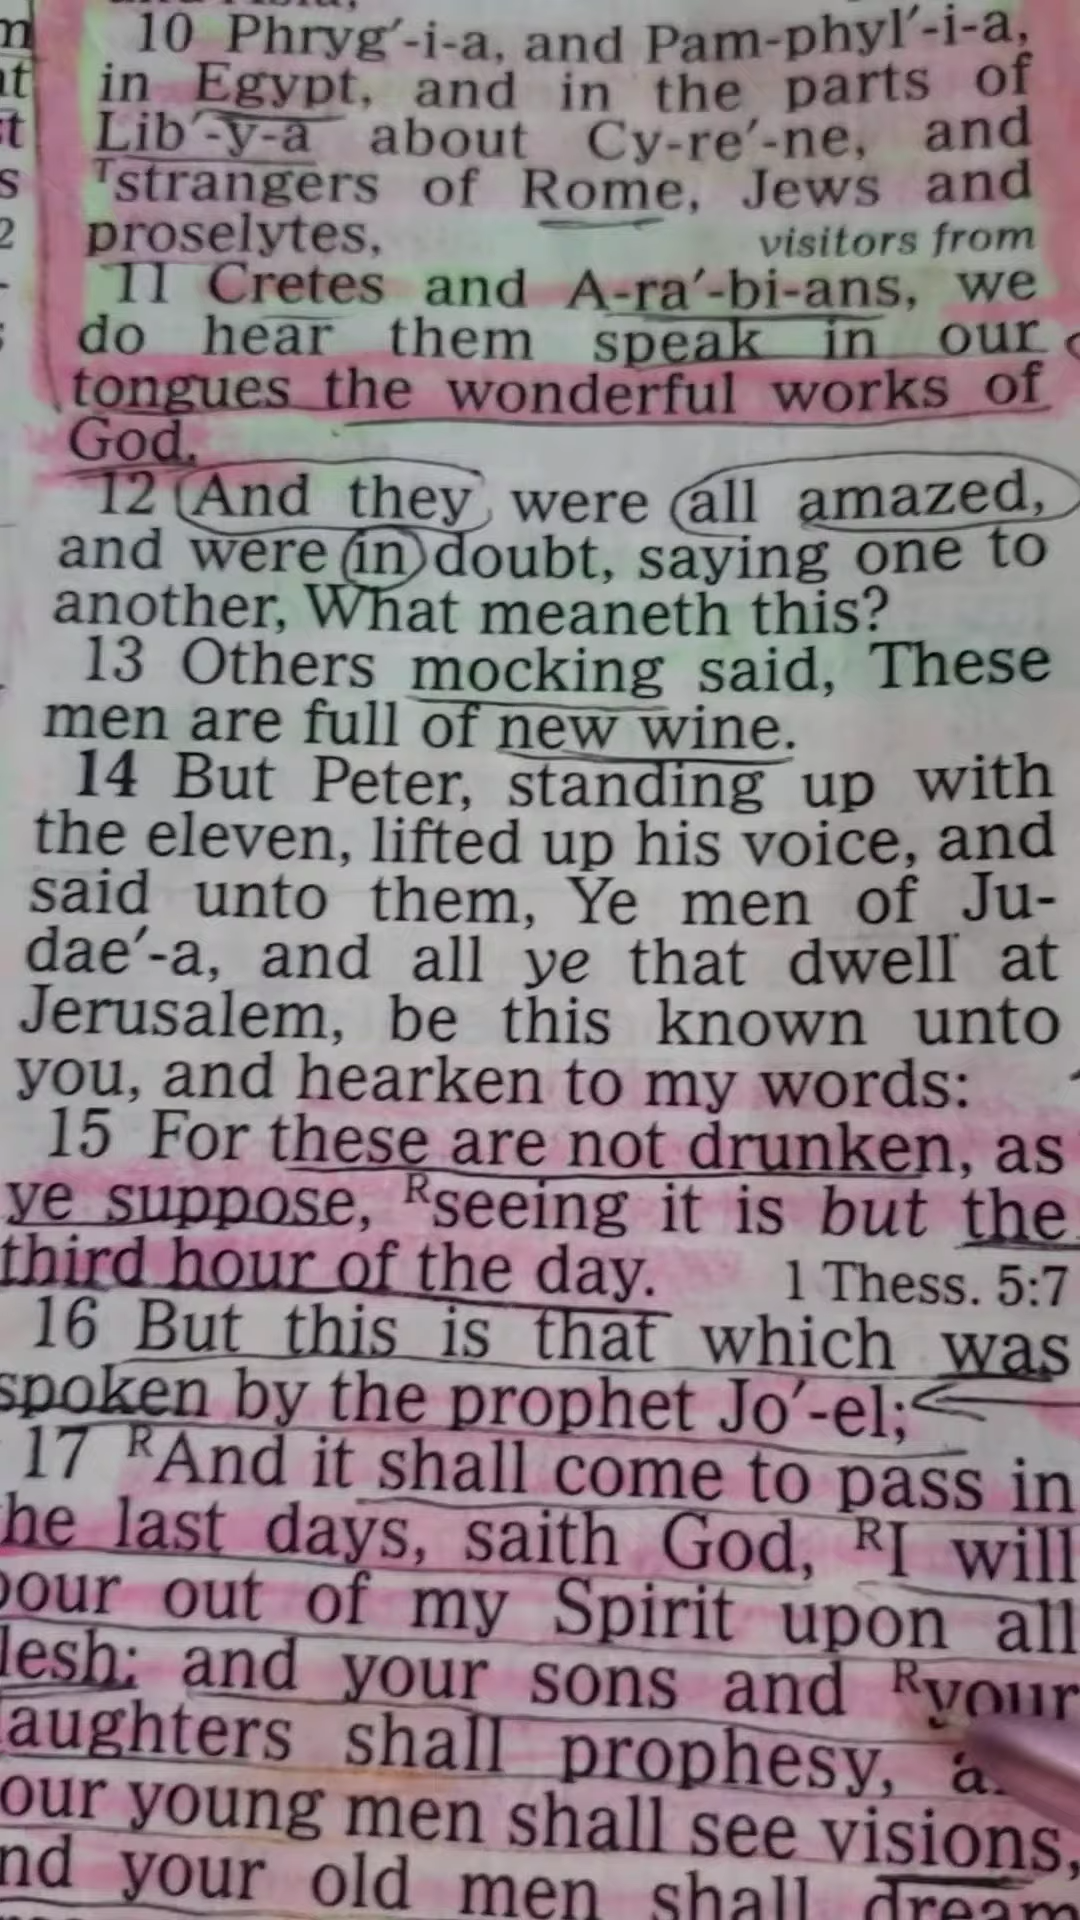 10 Phryg′-i-a, and Pam-phyl′-i-a,
in Egypt, and in the parts of
Lib′-y-a about Cy-re′-ne, and
Tstrangers of Rome, Jews and
proselytes, visitors from
11 Cretes and A-ra′-bi-ans, we
do hear them speak in our
tongues the wonderful works of
God.
12 And they were all amazed,
and were in doubt, saying one to
another, What meaneth this?
13 Others mocking said, These
men are full of new wine.
14 But Peter, standing up with
the eleven, lifted up his voice, and
said unto them, Ye men of Ju-
dae′-a, and all ye that dwell at
Jerusalem, be this known unto
you, and hearken to my words:
15 For these are not drunken, as
ye suppose, Rseeing it is but the
third hour of the day. 1 Thess. 5:7
16 But this is that which was
spoken by the prophet Jo′-el;
17 RAnd it shall come to pass in
he last days, saith God, RI will
pour out of my Spirit upon all
lesh: and your sons and Ryour
aughters shall prophesy,
our young men shall see visions,
nd your old men shall dream